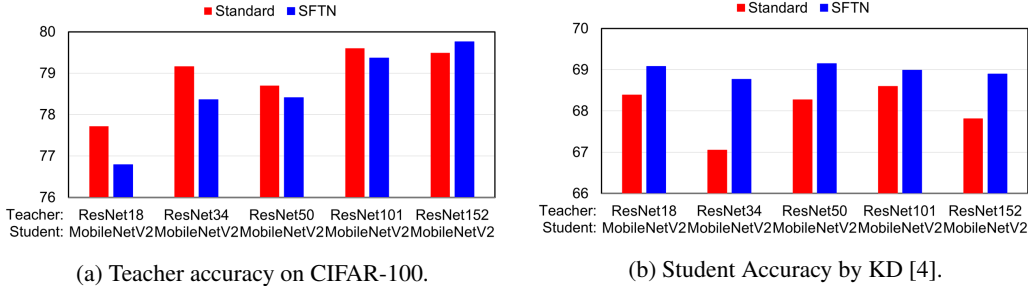 Standard SFTN
80
79
78
77
76
Teacher: ResNet18 ResNet34 ResNet50 ResNet101 ResNet152
Student: MobileNetV2 MobileNetV2 MobileNetV2 MobileNetV2 MobileNetV2
(a) Teacher accuracy on CIFAR-100.
Standard SFTN
70
69
68
67
66
Teacher: ResNet18 ResNet34 ResNet50 ResNet101 ResNet152
Student: MobileNetV2 MobileNetV2 MobileNetV2 MobileNetV2 MobileNetV2
(b) Student Accuracy by KD [4].